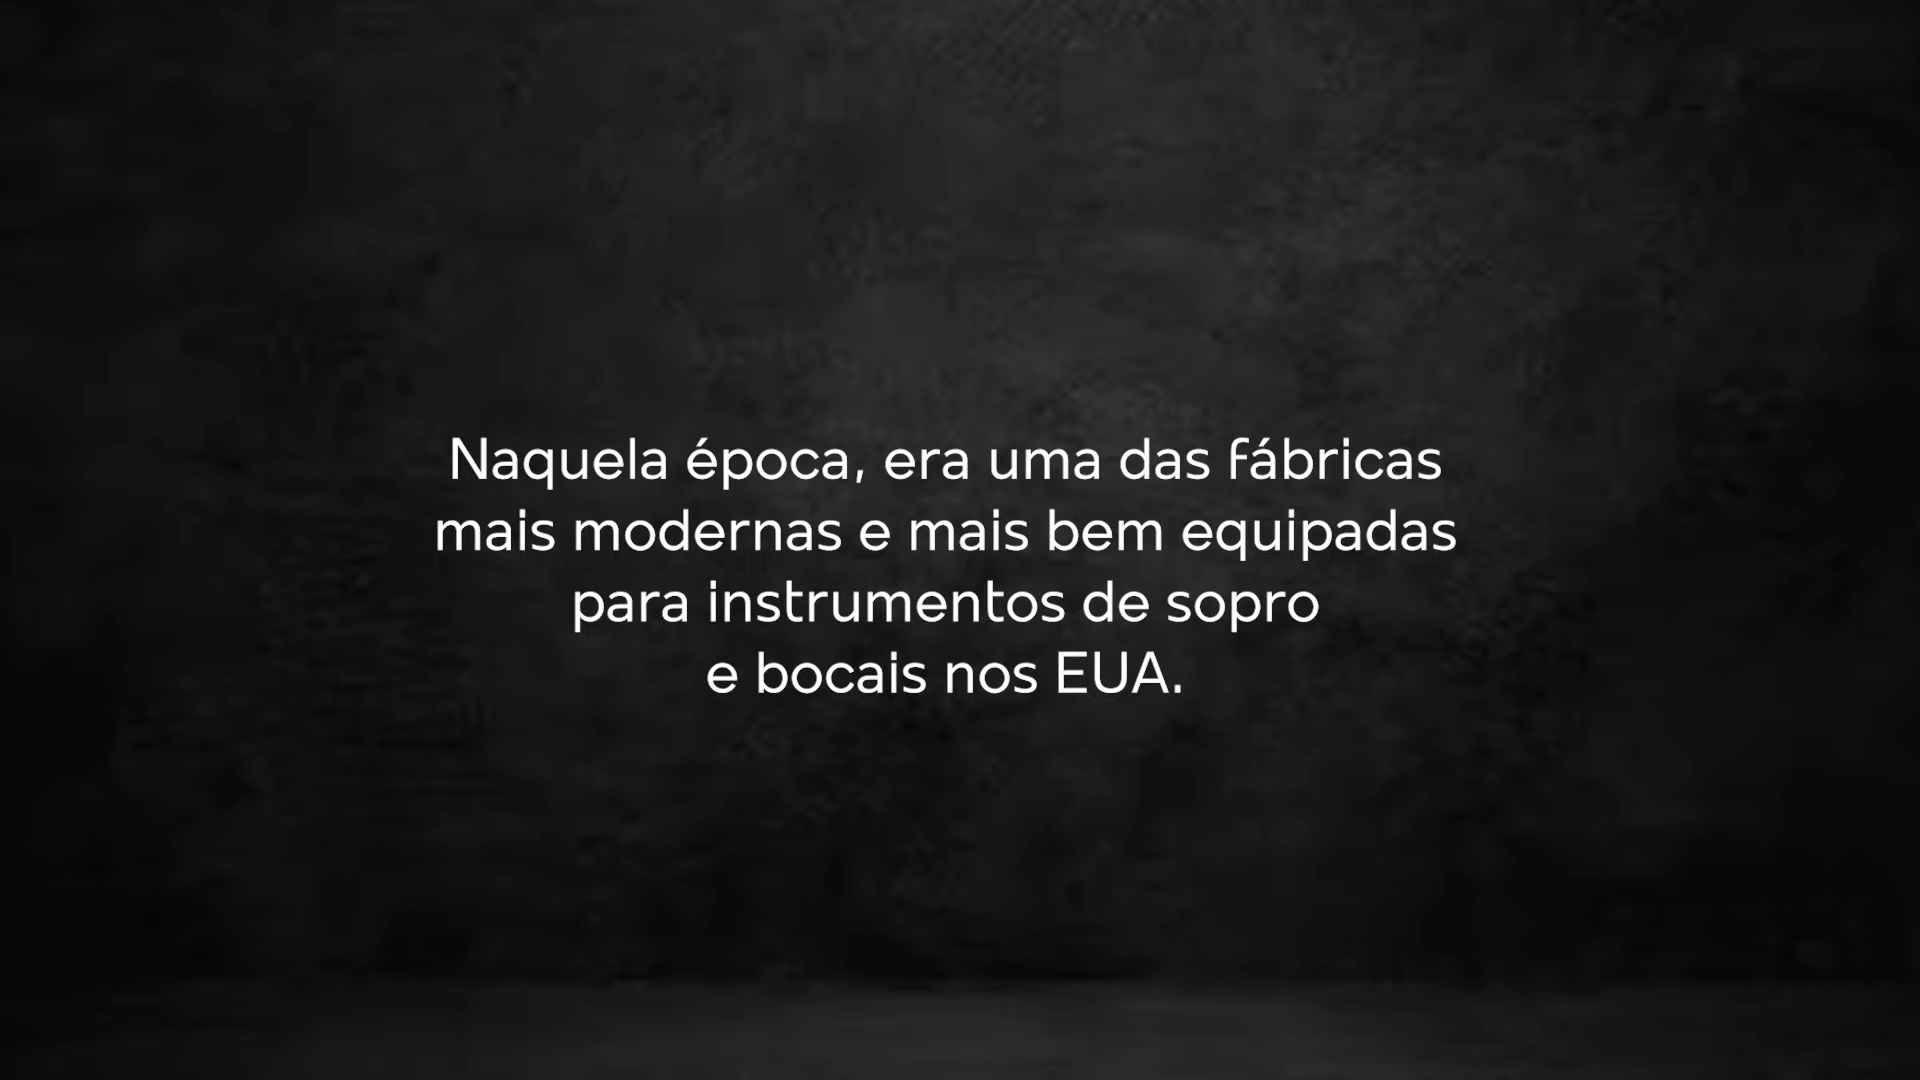 Naquela época, era uma das fábricas
mais modernas e mais bem equipadas
para instrumentos de sopro
e bocais nos EUA.